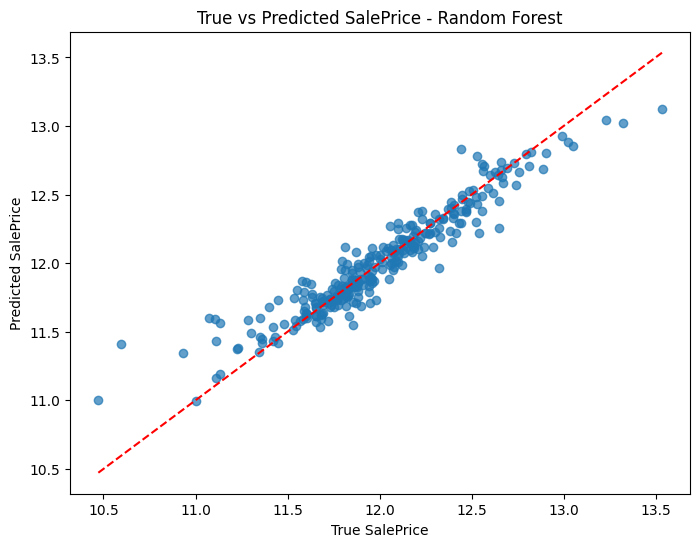 True vs Predicted SalePrice - Random Forest
13.5
13.0
12.5
12.0
11.5
11.0
10.5
Predicted SalePrice
10.5 11.0 11.5 12.0 12.5 13.0 13.5
True SalePrice